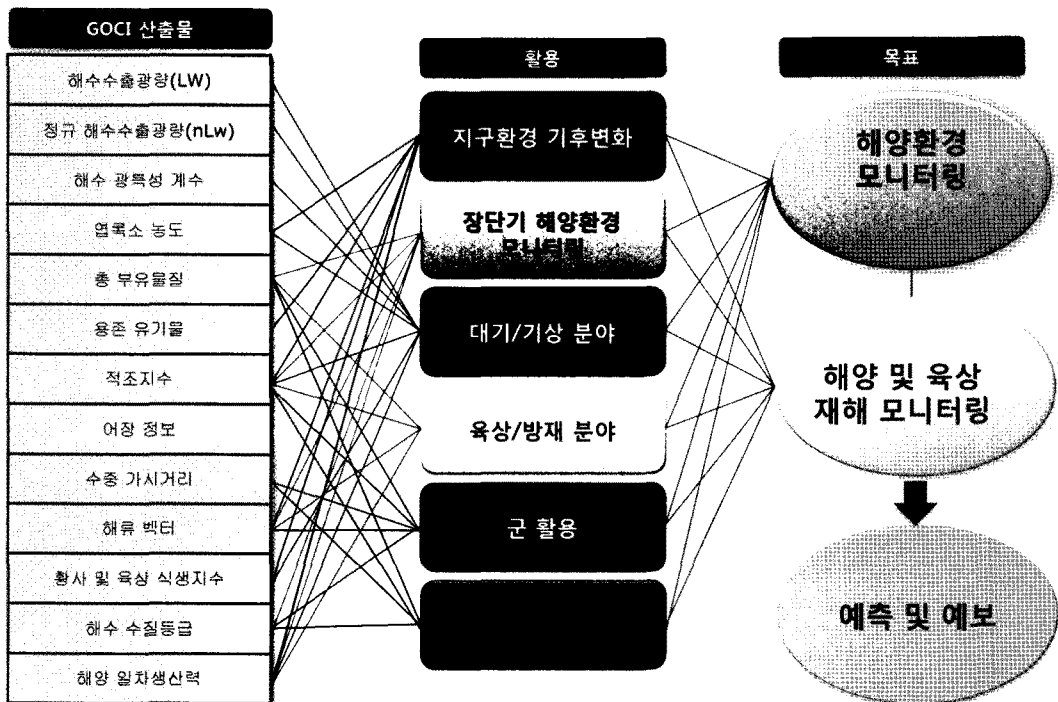 GOCI 산출물
해수수출광량(LW)
정규 해수수출광량(nLw)
해수 광특성 계수
엽록소 농도
총 부유물질
용존 유기물
적조지수
어장 정보
수중 가시거리
해류 벡터
황사 및 육상 식생지수
해수 수질등급
해양 일차생산력
활용
지구환경 기후변화
장단기 해양환경
모니터링
대기/기상 분야
육상/방재 분야
군 활용
목표
해양환경
모니터링
해양 및 육상
재해 모니터링
예측 및 예보